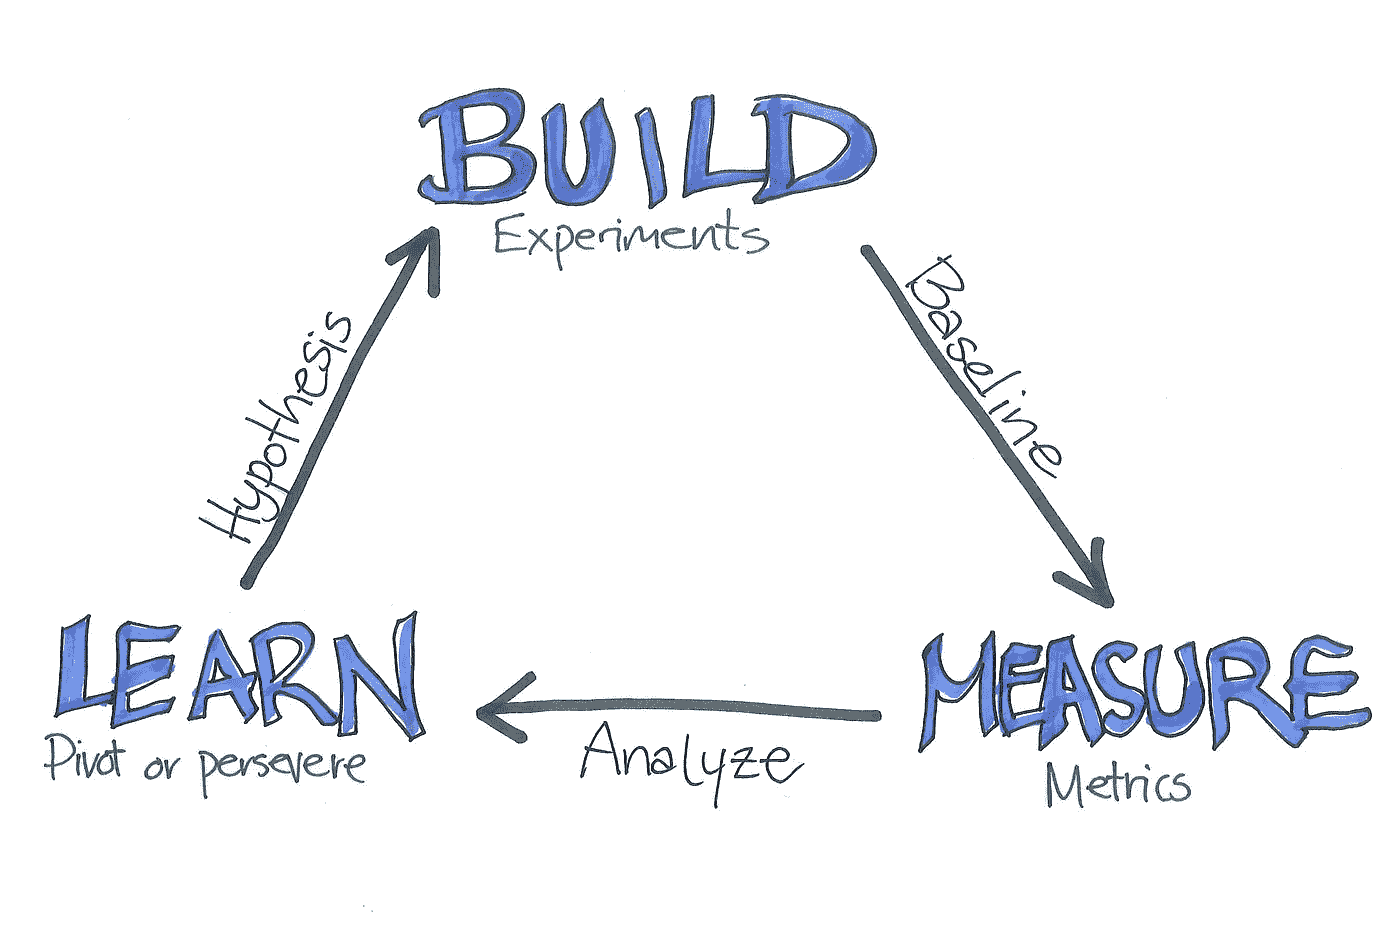 BUILD
Experiments
Hypothesis
Baseline
LEARN
Pivot or persevere
Analyze
MEASURE
Metrics